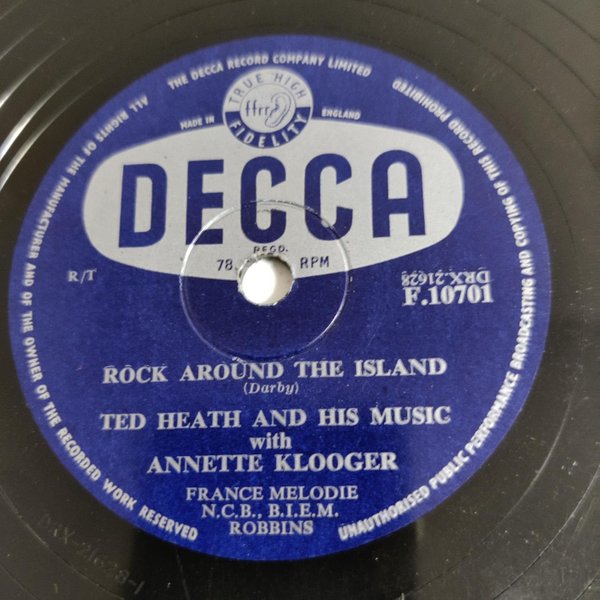 ALL RIGHTS OF THE MANUFACTURER AND OF THE OWNER OF THE RECORDED WORK RESERVED
THE DECCA RECORD COMPANY LIMITED
UNAUTHORISED PUBLIC PERFORMANCE BROADCASTING AND COPYING OF THIS RECORD PROHIBITED
TRUE HIGH
ffrr
FIDELITY
MADE IN ENGLAND
DECCA
REGD.
78 RPM
R/T
DRX.21628
F.10701
ROCK AROUND THE ISLAND
(Darby)
TED HEATH AND HIS MUSIC
with
ANNETTE KLOOGER
FRANCE MELODIE
N.C.B., B.I.E.M.
ROBBINS